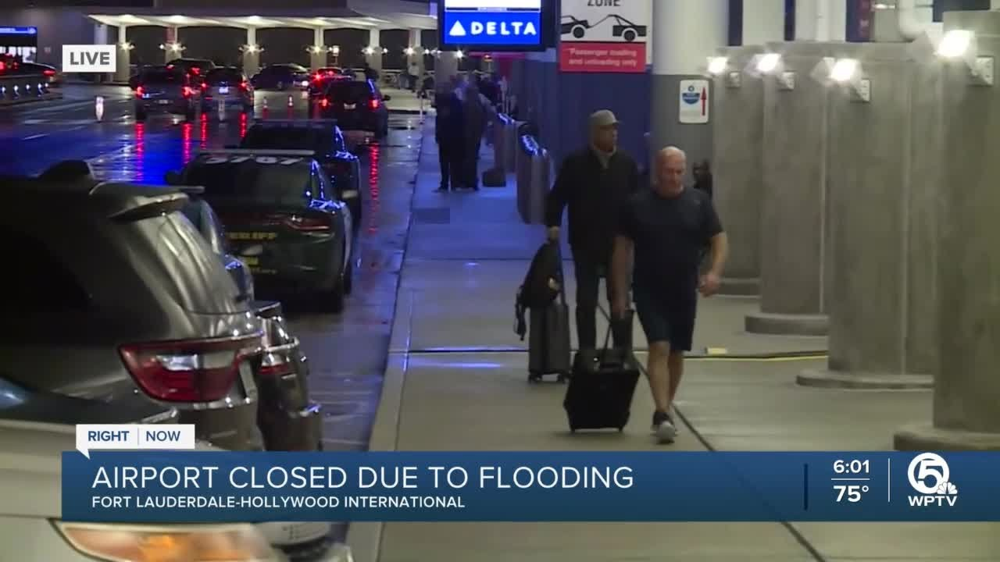 LIVE
DELTA
ZONE
Passenger loading
and unloading only
3787
SHERIFF
RIGHT NOW
AIRPORT CLOSED DUE TO FLOODING
FORT LAUDERDALE-HOLLYWOOD INTERNATIONAL
6:01
75°
5
WPTV